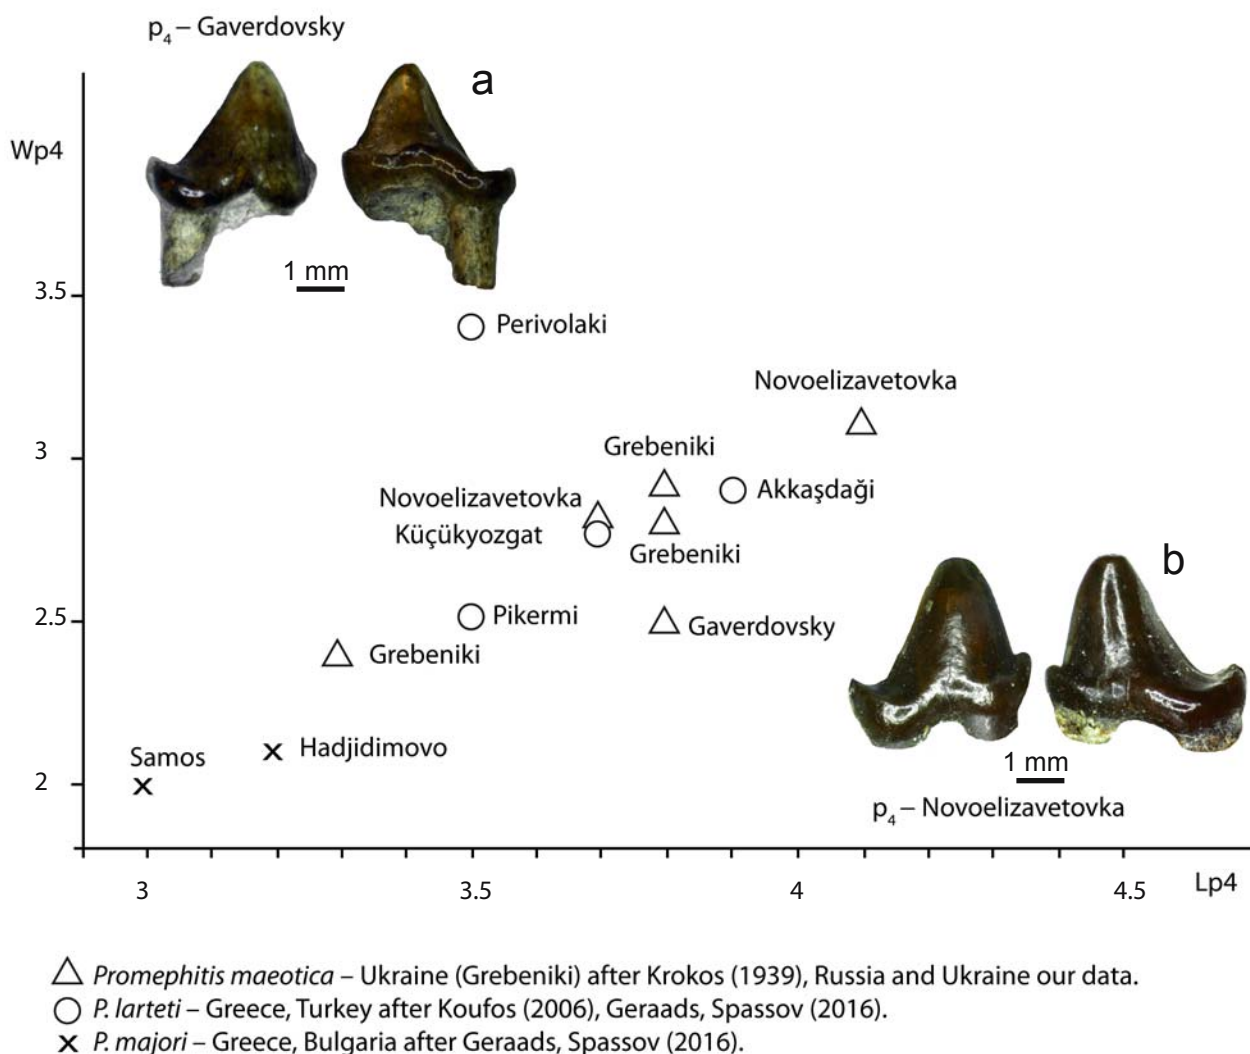 p4 – Gaverdovsky
a
Wp4
1 mm
3.5
Perivolaki
Novoelizavetovka
3
Grebeniki
Novoelizavetovka
Akkaşdaği
Küçükyozgat
Grebeniki
b
2.5
Pikermi
Gaverdovsky
Grebeniki
Samos
Hadjidimovo
1 mm
2
p4 – Novoelizavetovka
3
3.5
4
4.5
Lp4
Promephitis maeotica – Ukraine (Grebeniki) after Krokos (1939), Russia and Ukraine our data.
P. larteti – Greece, Turkey after Koufos (2006), Geraads, Spassov (2016).
P. majori – Greece, Bulgaria after Geraads, Spassov (2016).